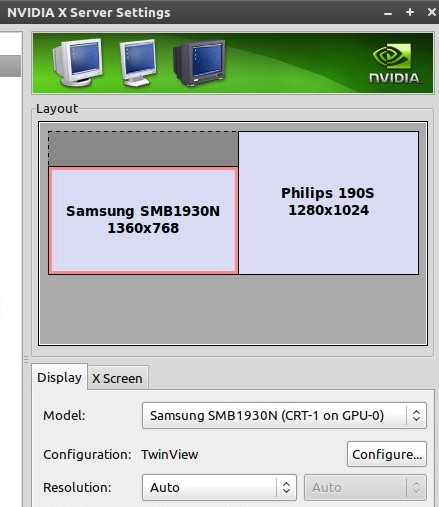 NVIDIA X Server Settings
NVIDIA
Layout
Samsung SMB1930N
1360x768
Philips 190S
1280x1024
Display X Screen
Model: Samsung SMB1930N (CRT-1 on GPU-0)
Configuration: TwinView Configure...
Resolution: Auto Auto